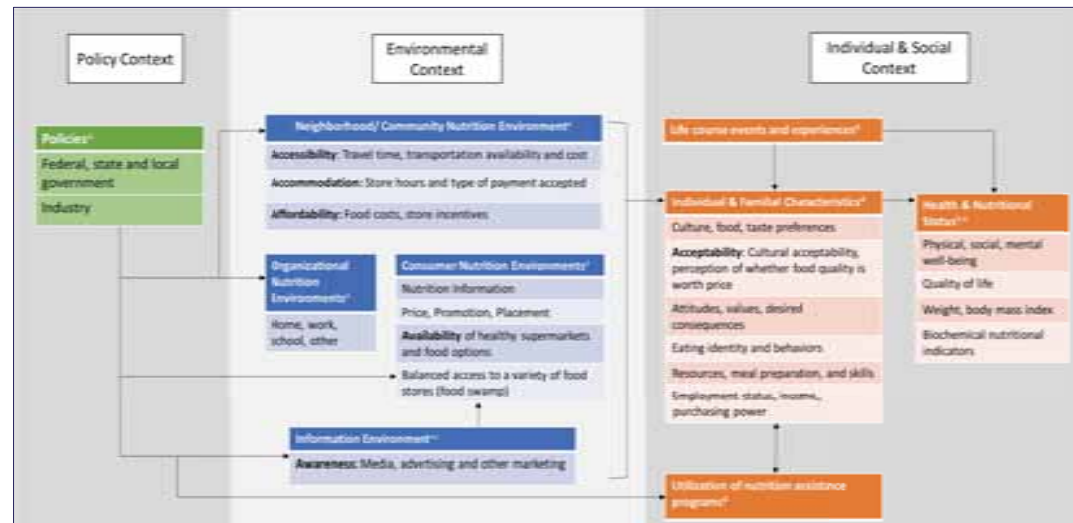 Policy Context
Environmental
Context
Individual & Social
Context
Policies
Federal, state and local
government
Industry
Neighborhood/ Community Nutrition Environment
Accessibility: Travel time, transportation availability and cost
Accommodation: Store hours and type of payment accepted
Affordability: Food costs, store incentives
Organizational
Nutrition
Environments
Home, work,
school, other
Consumer Nutrition Environments
Nutrition Information
Price, Promotion, Placement
Availability of healthy supermarkets
and food options
Balanced access to a variety of food
stores (food swamp)
Information Environment
Awareness: Media, advertising and other marketing
Life course events and experiences
Individual & Familial Characteristics
Culture, food, taste preferences
Acceptability: Cultural acceptability,
perception of whether food quality is
worth price
Attitudes, values, desired
consequences
Eating identity and behaviors
Resources, meal preparation, and skills
Employment status, income,
purchasing power
Utilization of nutrition assistance
programs
Health & Nutritional
Status
Physical, social, mental
well-being
Quality of life
Weight, body mass index
Biochemical nutritional
indicators